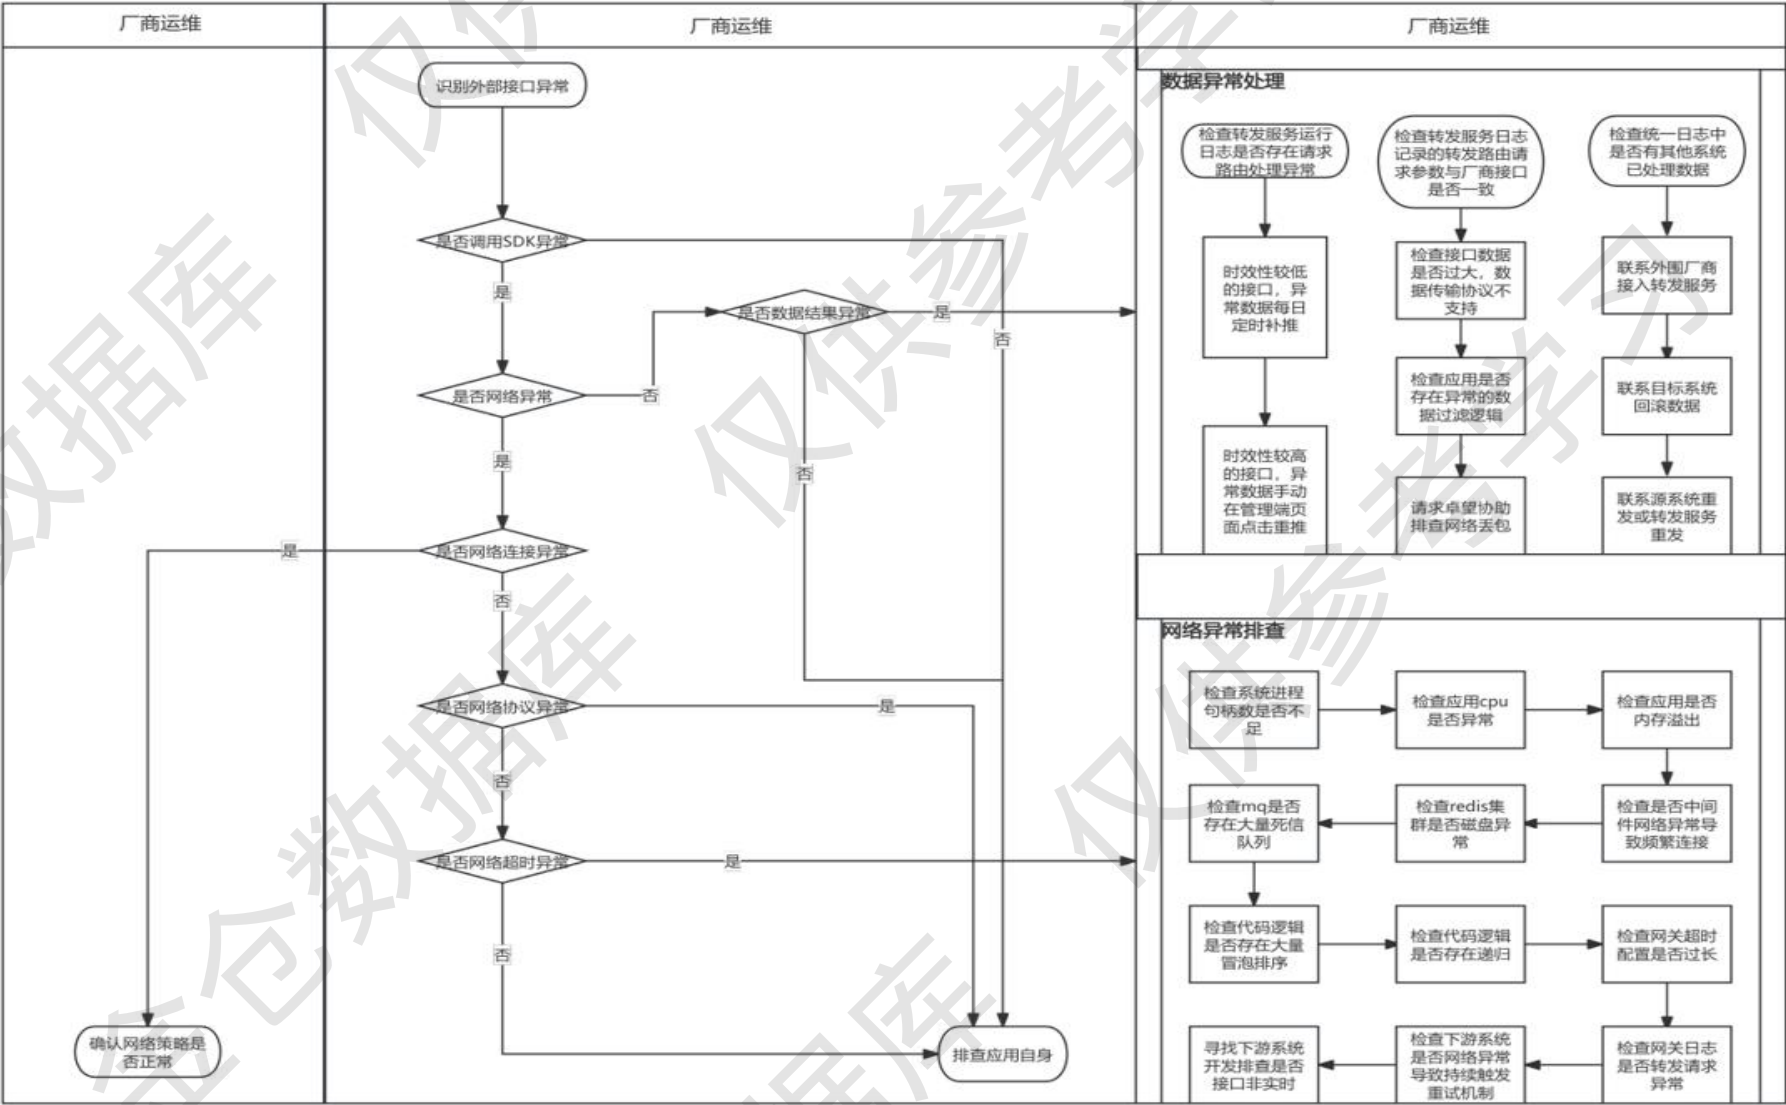 厂商运维
厂商运维
厂商运维
识别外部接口异常
是否调用SDK异常
是
否
是否网络异常
否
是否数据结果异常
是
否
是
是否网络连接异常
是
否
是否网络协议异常
是
否
是否网络超时异常
是
否
确认网络策略是
否正常
排查应用自身
数据异常处理
检查转发服务运行
日志是否存在请求
路由处理异常
时效性较低
的接口，异
常数据每日
定时补推
时效性较高
的接口，异
常数据手动
在管理端页
面点击重推
检查转发服务日志
记录的转发路由请
求参数与厂商接口
是否一致
检查接口数据
是否过大，数
据传输协议不
支持
检查应用是否
存在异常的数
据过滤逻辑
请求卓望协助
排查网络丢包
检查统一日志中
是否有其他系统
已处理数据
联系外围厂商
接入转发服务
联系目标系统
回滚数据
联系源系统重
发或转发服务
重发
网络异常排查
检查系统进程
句柄数是否不
足
检查应用cpu
是否异常
检查应用是否
内存溢出
检查mq是否
存在大量死信
队列
检查redis集
群是否磁盘异
常
检查是否中间
件网络异常导
致频繁连接
检查代码逻辑
是否存在大量
冒泡排序
检查代码逻辑
是否存在递归
检查网关超时
配置是否过长
寻找下游系统
开发排查是否
接口非实时
检查下游系统
是否网络异常
导致持续触发
重试机制
检查网关日志
是否转发请求
异常
仅供
仅供参考学
数据库
仓仓数据库
仅供参考学习
数据库